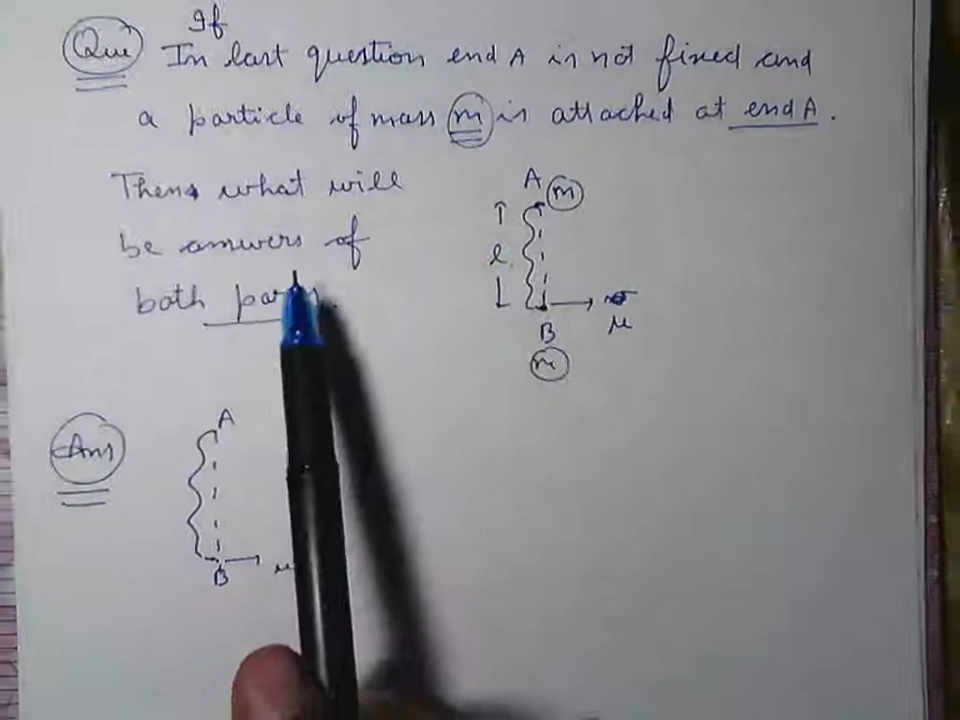 If
Que In last question end A is not fixed and
a particle of mass m is attached at end A.
Then what will
be answers of
both
A m
l
B u
m
Ans A
B u